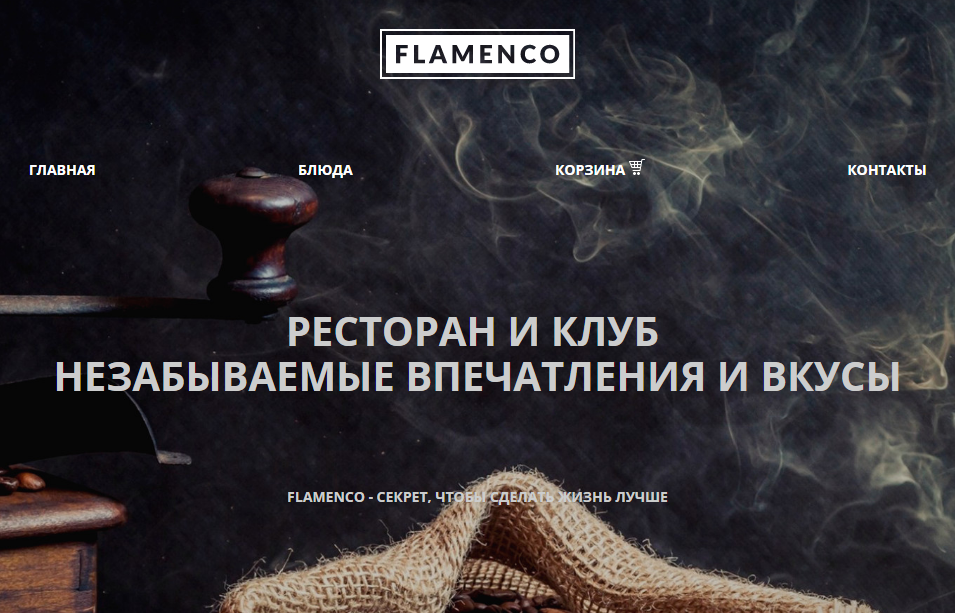 FLAMENCO
ГЛАВНАЯ БЛЮДА КОРЗИНА КОНТАКТЫ
РЕСТОРАН И КЛУБ
НЕЗАБЫВАЕМЫЕ ВПЕЧАТЛЕНИЯ И ВКУСЫ
FLAMENCO - СЕКРЕТ, ЧТОБЫ СДЕЛАТЬ ЖИЗНЬ ЛУЧШЕ